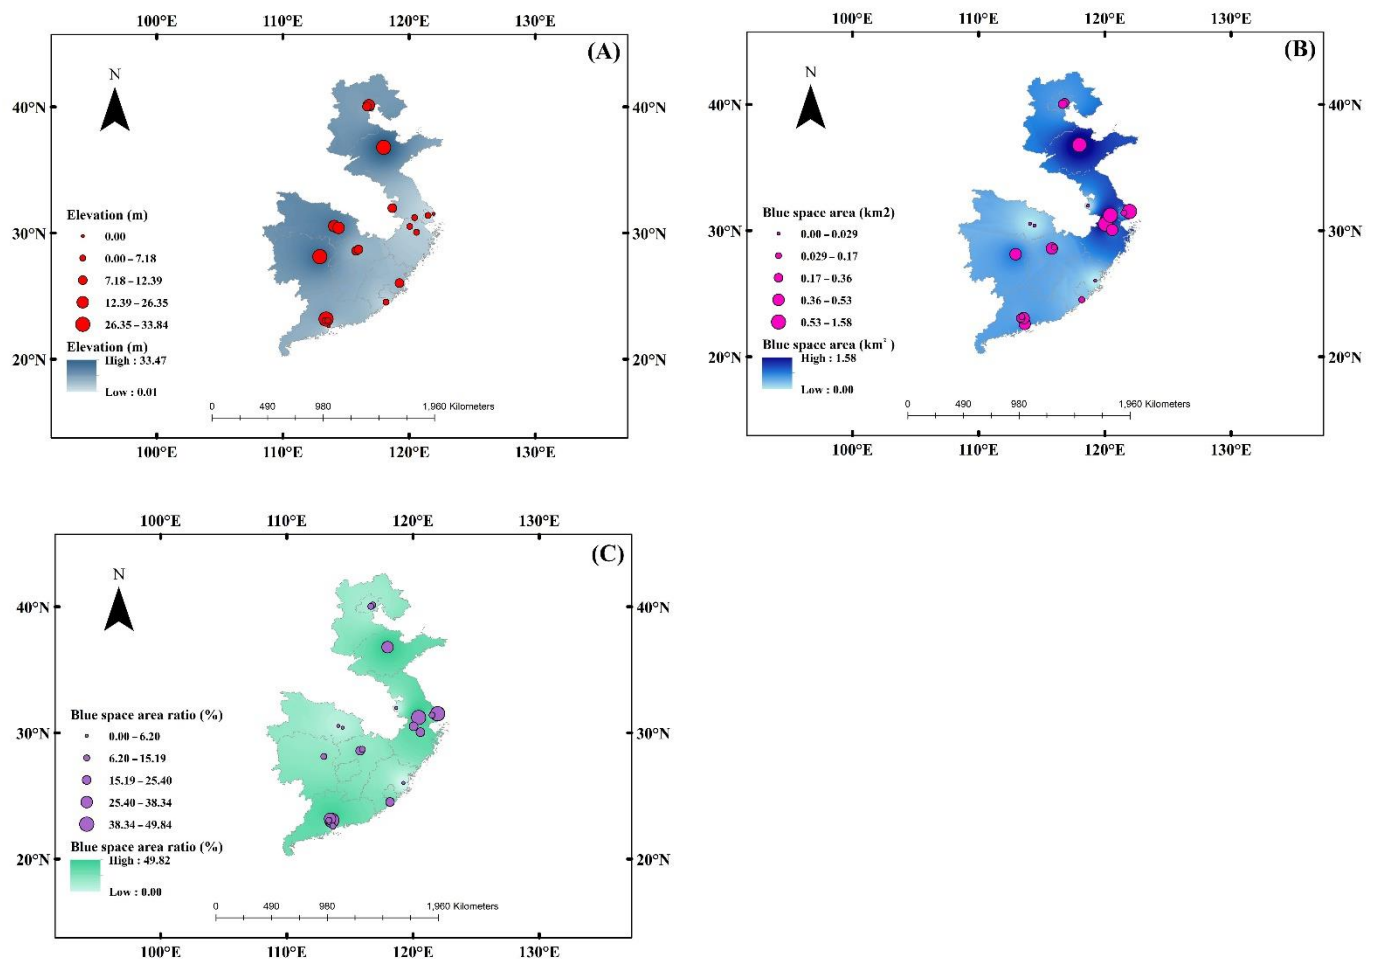 100°E 110°E 120°E 130°E
(A)
N
40°N 40°N
30°N 30°N
20°N 20°N
Elevation (m)
0.00
0.00 – 7.18
7.18 – 12.39
12.39 – 26.35
26.35 – 33.84
Elevation (m)
High : 33.47
Low : 0.01
0 490 980 1,960 Kilometers
100°E 110°E 120°E 130°E
100°E 110°E 120°E 130°E
(B)
N
40°N 40°N
30°N 30°N
20°N 20°N
Blue space area (km2)
0.00 – 0.029
0.029 – 0.17
0.17 – 0.36
0.36 – 0.53
0.53 – 1.58
Blue space area (km²)
High : 1.58
Low : 0.00
0 490 980 1,960 Kilometers
100°E 110°E 120°E 130°E
100°E 110°E 120°E 130°E
(C)
N
40°N 40°N
30°N 30°N
20°N 20°N
Blue space area ratio (%)
0.00 – 6.20
6.20 – 15.19
15.19 – 25.40
25.40 – 38.34
38.34 – 49.84
Blue space area ratio (%)
High : 49.82
Low : 0.00
0 490 980 1,960 Kilometers
100°E 110°E 120°E 130°E